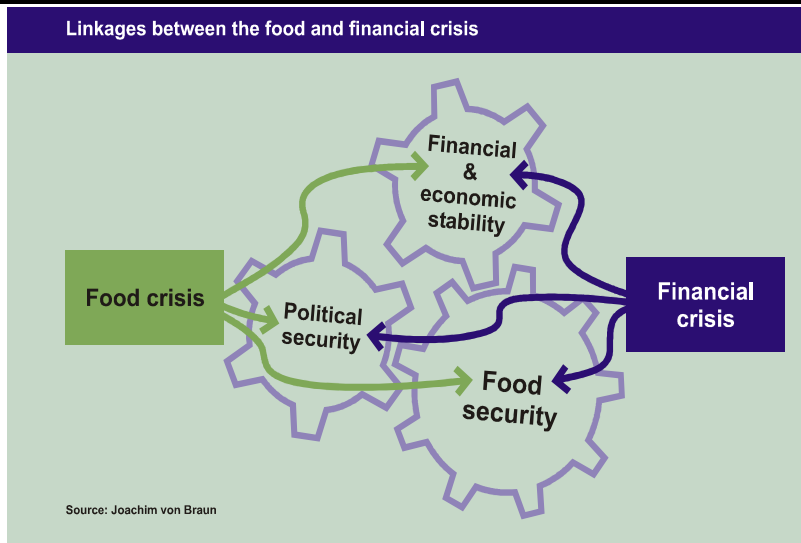 Linkages between the food and financial crisis
Financial
&
economic
stability
Food crisis
Political
security
Financial
crisis
Food
security
Source: Joachim von Braun